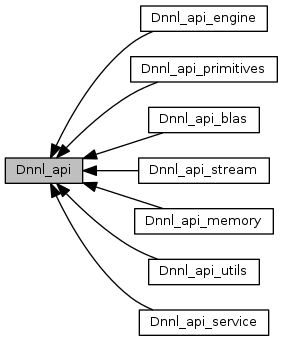 Dnnl_api_engine
Dnnl_api_primitives
Dnnl_api_blas
Dnnl_api
Dnnl_api_stream
Dnnl_api_memory
Dnnl_api_utils
Dnnl_api_service